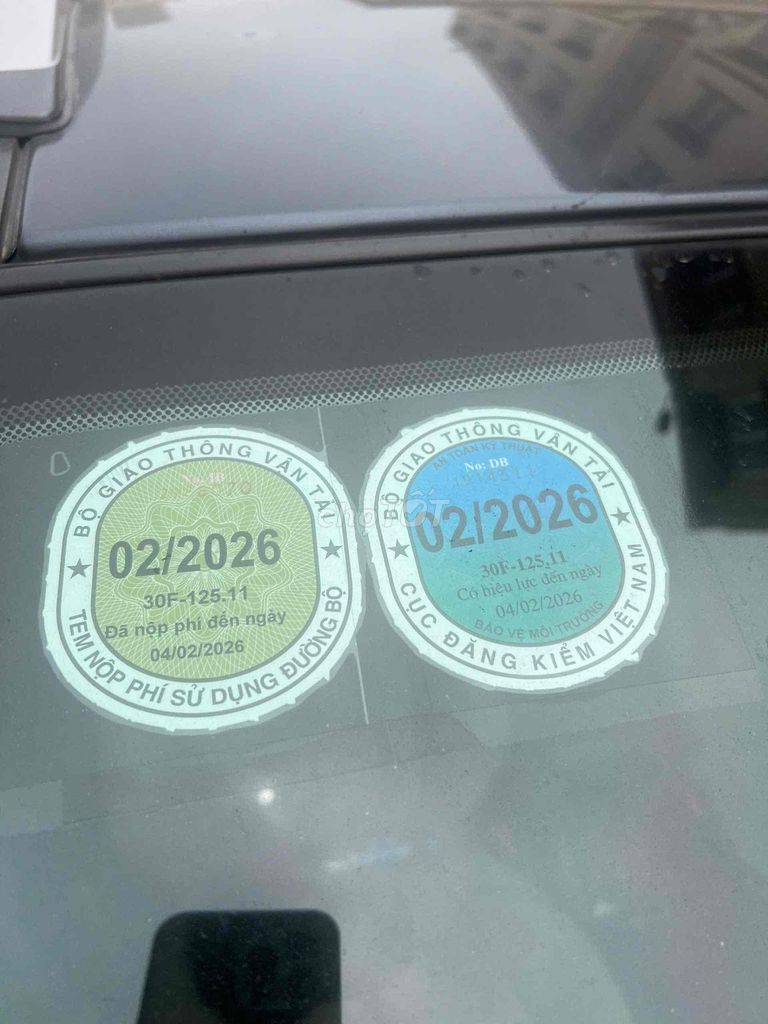 BỘ GIAO THÔNG VẬN TẢI
02/2026
30F-125.11
Đã nộp phí đến ngày
04/02/2026
TEM NỘP PHÍ SỬ DỤNG ĐƯỜNG BỘ
BỘ GIAO THÔNG VẬN TẢI
AN TOÀN KỸ THUẬT
No: DB
02/2026
30F-125.11
Có hiệu lực đến ngày
04/02/2026
BẢO VỆ MÔI TRƯỜNG
CỤC ĐĂNG KIỂM VIỆT NAM
chợTỐT